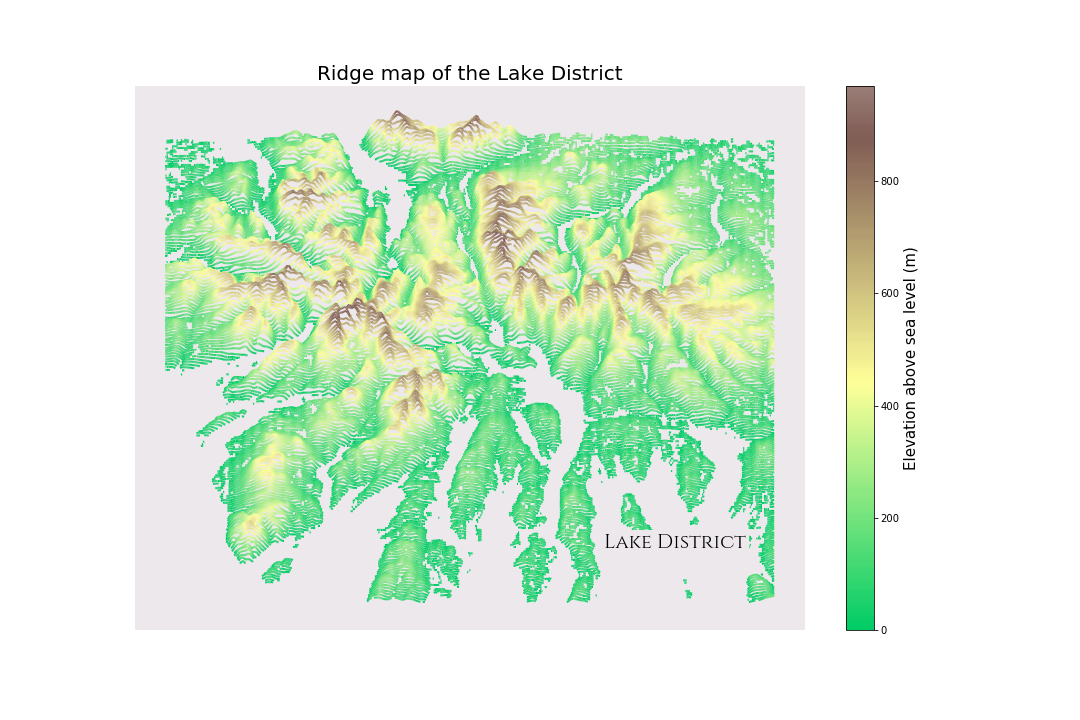 Ridge map of the Lake District
800
600
400
200
0
Elevation above sea level (m)
Lake District